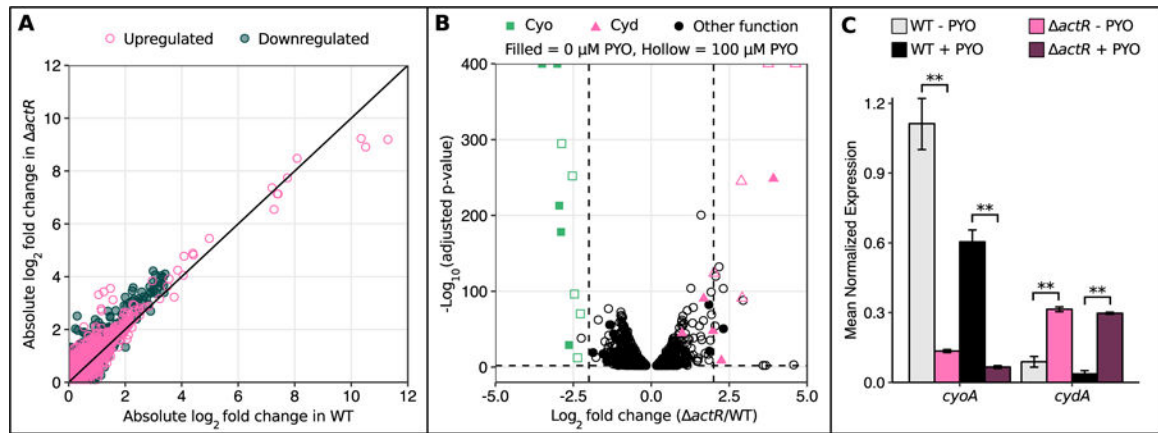 A
Upregulated Downregulated
12
10
8
6
4
2
0
0 2 4 6 8 10 12
Absolute log2 fold change in ΔactR
Absolute log2 fold change in WT
B
Cyo Cyd Other function
Filled = 0 μM PYO, Hollow = 100 μM PYO
400
300
200
100
0
-5.0 -2.5 0.0 2.5 5.0
-Log10(adjusted p-value)
Log2 fold change (ΔactR/WT)
C
WT - PYO ΔactR - PYO
WT + PYO ΔactR + PYO
**
**
**
**
1.2
0.9
0.6
0.3
0.0
Mean Normalized Expression
cyoA cydA